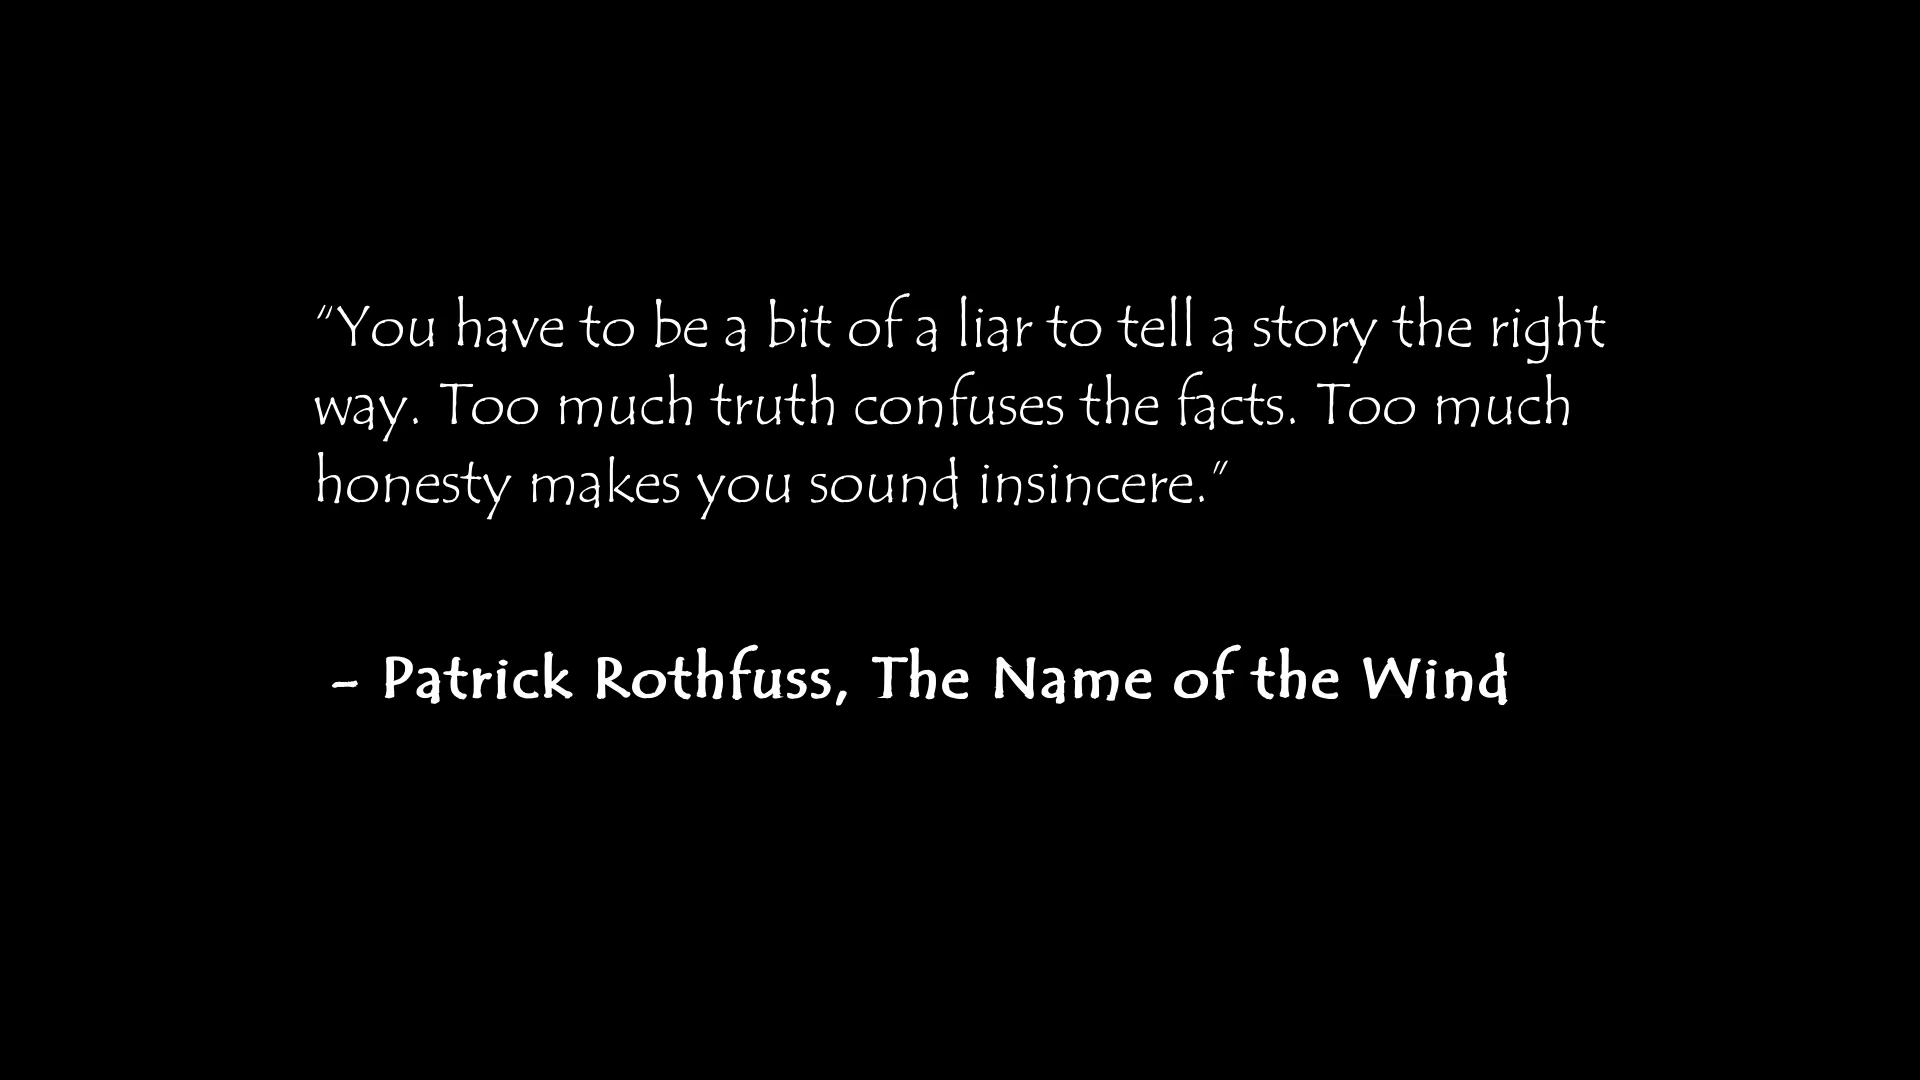 “You have to be a bit of a liar to tell a story the right
way. Too much truth confuses the facts. Too much
honesty makes you sound insincere.”
- Patrick Rothfuss, The Name of the Wind